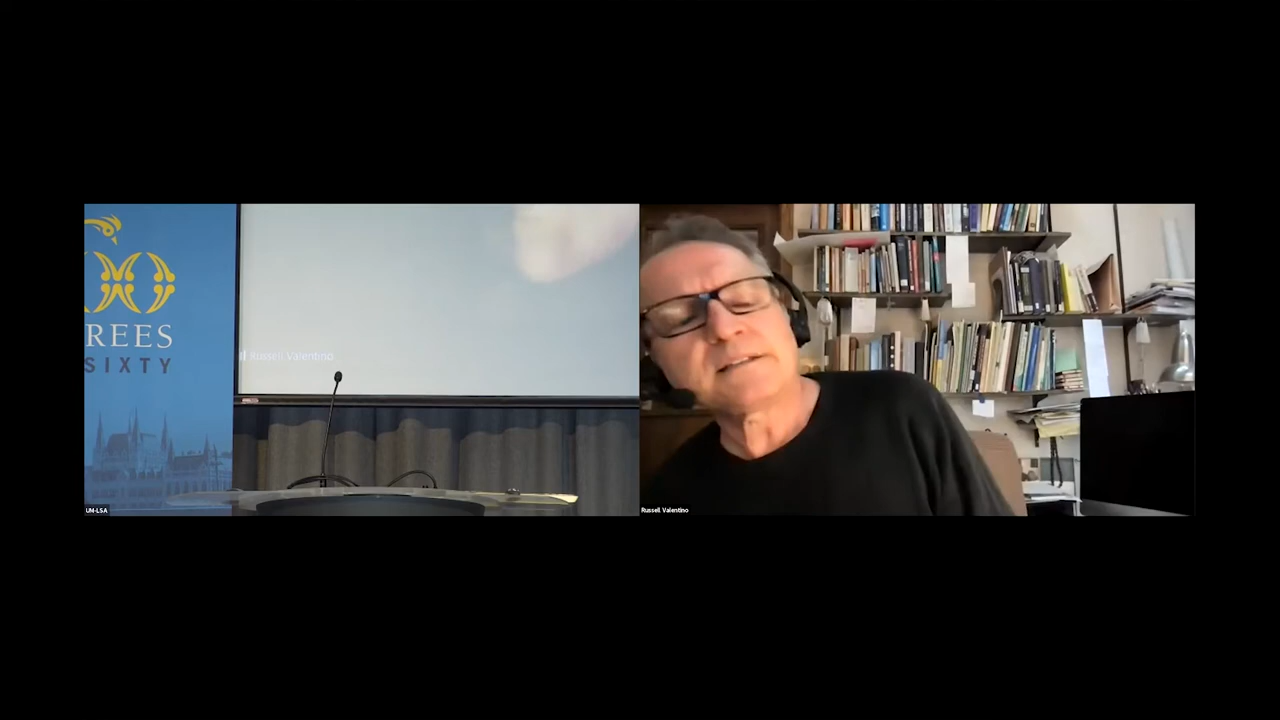 REES
SIXTY
Russell Valentino
UM-LSA
Russell Valentino